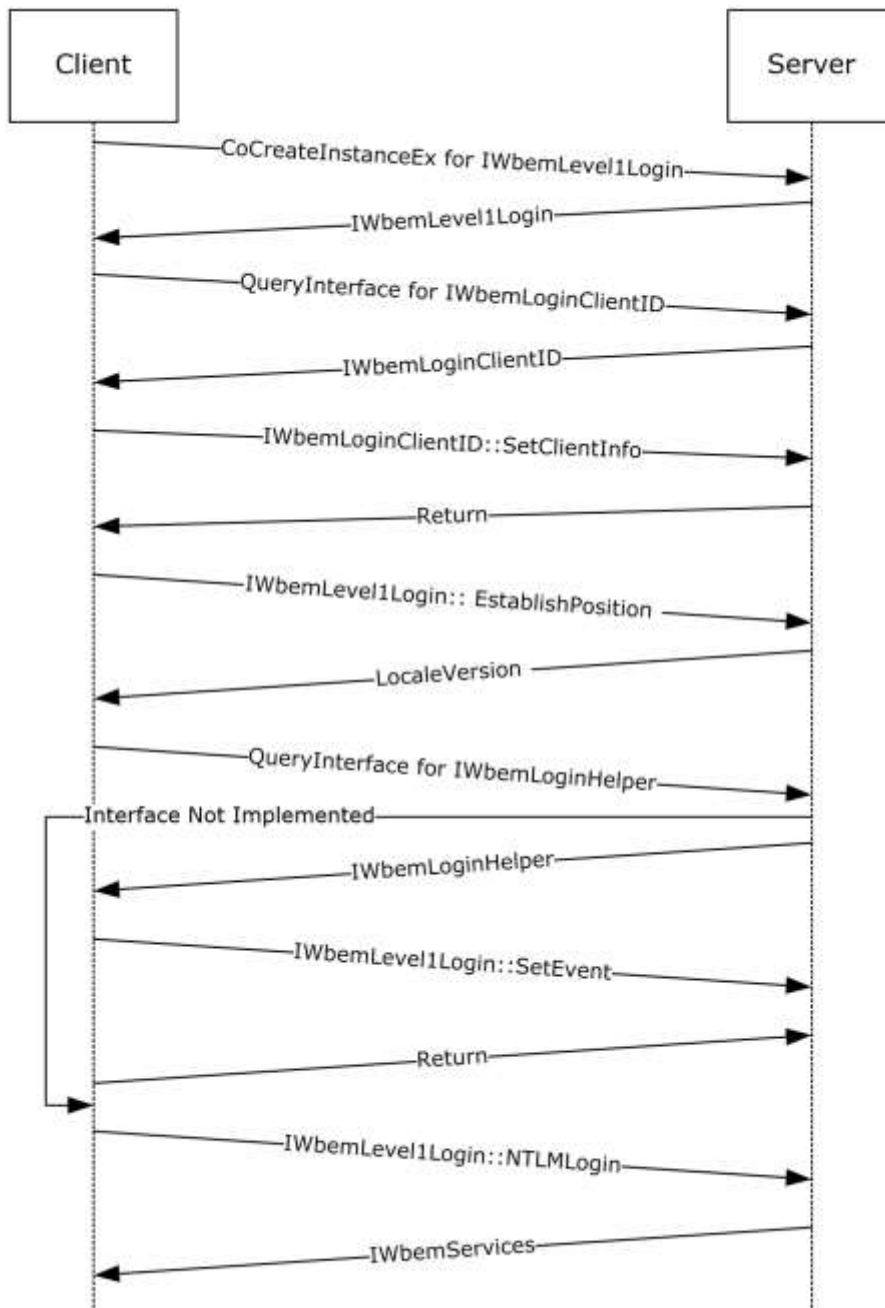 Client
Server
CoCreateInstanceEx for IWbemLevel1Login
IWbemLevel1Login
QueryInterface for IWbemLoginClientID
IWbemLoginClientID
IWbemLoginClientID::SetClientInfo
Return
IWbemLevel1Login:: EstablishPosition
LocaleVersion
QueryInterface for IWbemLoginHelper
Interface Not Implemented
IWbemLoginHelper
IWbemLevel1Login::SetEvent
Return
IWbemLevel1Login::NTLMLogin
IWbemServices